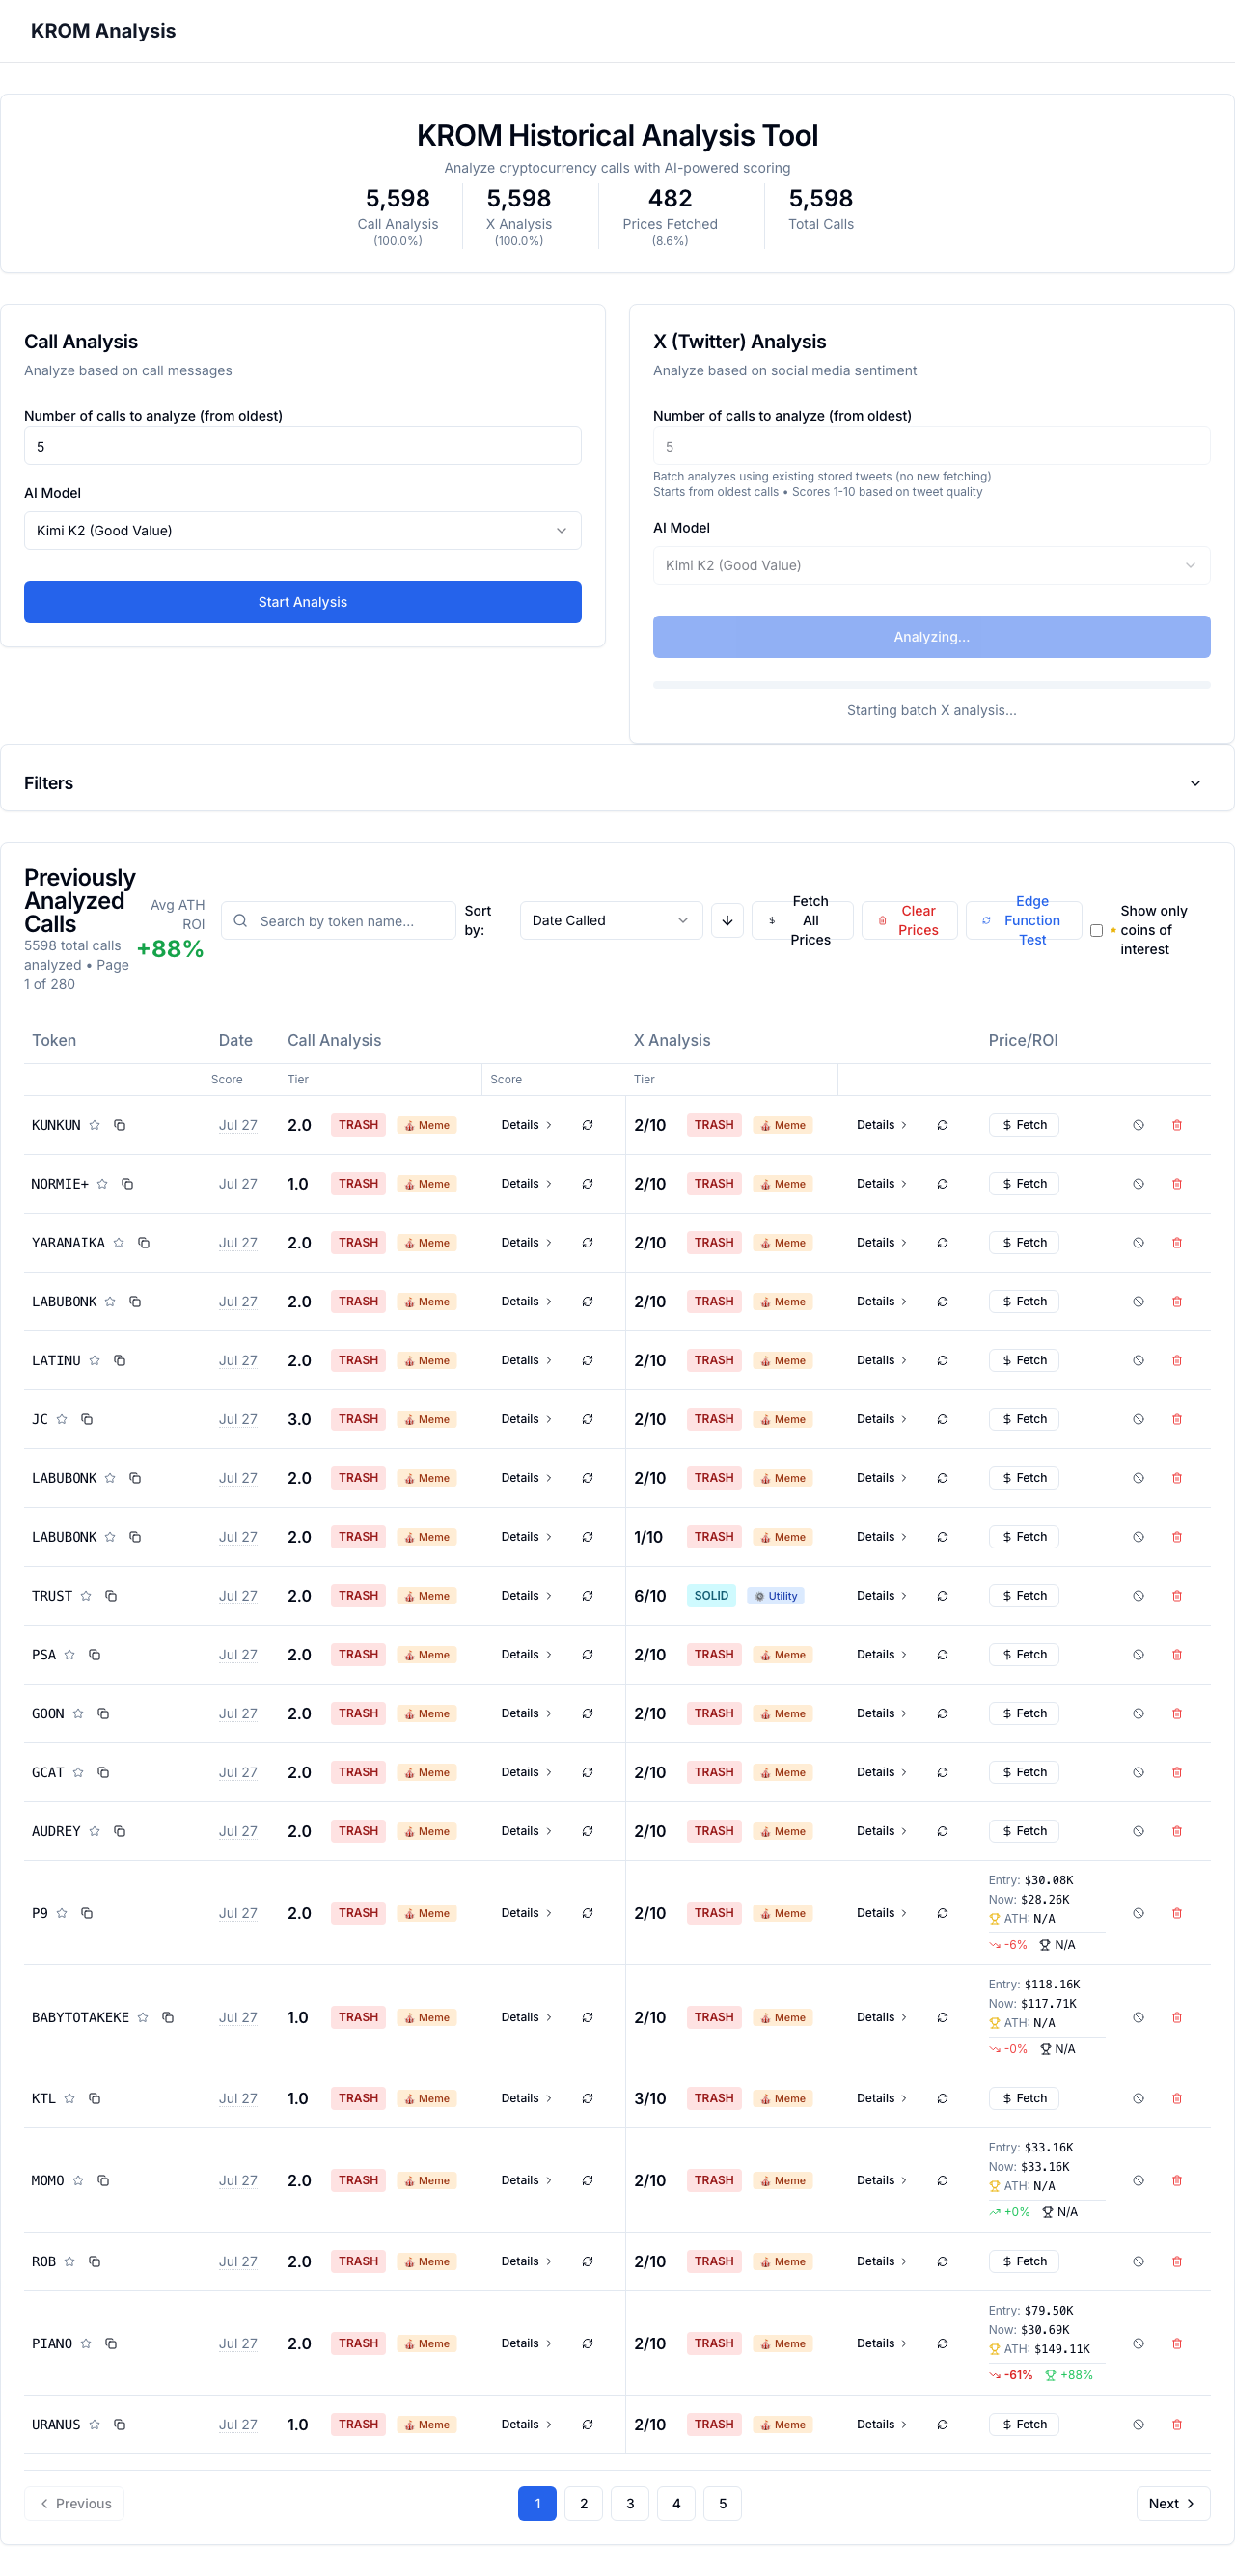 KROM Analysis
KROM Historical Analysis Tool
Analyze cryptocurrency calls with AI-powered scoring
5,598 5,598 482 5,598
Call Analysis X Analysis Prices Fetched Total Calls
(100.0%) (100.0%) (8.6%)
Call Analysis
Analyze based on call messages
Number of calls to analyze (from oldest)
5
AI Model
Kimi K2 (Good Value)
Start Analysis
X (Twitter) Analysis
Analyze based on social media sentiment
Number of calls to analyze (from oldest)
5
Batch analyzes using existing stored tweets (no new fetching)
Starts from oldest calls • Scores 1-10 based on tweet quality
AI Model
Kimi K2 (Good Value)
Analyzing...
Starting batch X analysis...
Filters
Previously
Analyzed
Calls
5598 total calls
analyzed • Page
1 of 280
Avg ATH
ROI
+88%
Search by token name...
Sort
by:
Date Called
Fetch
All
Prices
Clear
Prices
Edge
Function
Test
Show only
coins of
interest
Token Date Call Analysis X Analysis Price/ROI
Score Tier Score Tier
KUNKUN Jul 27 2.0 TRASH Meme Details 2/10 TRASH Meme Details $ Fetch
NORMIE+ Jul 27 1.0 TRASH Meme Details 2/10 TRASH Meme Details $ Fetch
YARANAIKA Jul 27 2.0 TRASH Meme Details 2/10 TRASH Meme Details $ Fetch
LABUBONK Jul 27 2.0 TRASH Meme Details 2/10 TRASH Meme Details $ Fetch
LATINU Jul 27 2.0 TRASH Meme Details 2/10 TRASH Meme Details $ Fetch
JC Jul 27 3.0 TRASH Meme Details 2/10 TRASH Meme Details $ Fetch
LABUBONK Jul 27 2.0 TRASH Meme Details 2/10 TRASH Meme Details $ Fetch
LABUBONK Jul 27 2.0 TRASH Meme Details 1/10 TRASH Meme Details $ Fetch
TRUST Jul 27 2.0 TRASH Meme Details 6/10 SOLID Utility Details $ Fetch
PSA Jul 27 2.0 TRASH Meme Details 2/10 TRASH Meme Details $ Fetch
GOON Jul 27 2.0 TRASH Meme Details 2/10 TRASH Meme Details $ Fetch
GCAT Jul 27 2.0 TRASH Meme Details 2/10 TRASH Meme Details $ Fetch
AUDREY Jul 27 2.0 TRASH Meme Details 2/10 TRASH Meme Details $ Fetch
P9 Jul 27 2.0 TRASH Meme Details 2/10 TRASH Meme Details
Entry: $30.08K
Now: $28.26K
ATH: N/A
-6% N/A
BABYTOTAKEKE Jul 27 1.0 TRASH Meme Details 2/10 TRASH Meme Details
Entry: $118.16K
Now: $117.71K
ATH: N/A
-0% N/A
KTL Jul 27 1.0 TRASH Meme Details 3/10 TRASH Meme Details $ Fetch
MOMO Jul 27 2.0 TRASH Meme Details 2/10 TRASH Meme Details
Entry: $33.16K
Now: $33.16K
ATH: N/A
+0% N/A
ROB Jul 27 2.0 TRASH Meme Details 2/10 TRASH Meme Details $ Fetch
PIANO Jul 27 2.0 TRASH Meme Details 2/10 TRASH Meme Details
Entry: $79.50K
Now: $30.69K
ATH: $149.11K
-61% +88%
URANUS Jul 27 1.0 TRASH Meme Details 2/10 TRASH Meme Details $ Fetch
Previous 1 2 3 4 5 Next